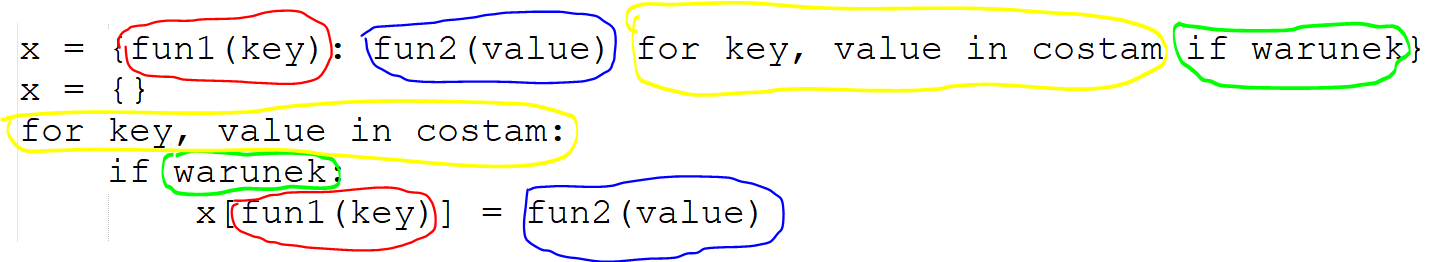 x = {fun1(key): fun2(value) for key, value in costam if warunek}
x = {}
for key, value in costam:
    if warunek:
        x[fun1(key)] = fun2(value)